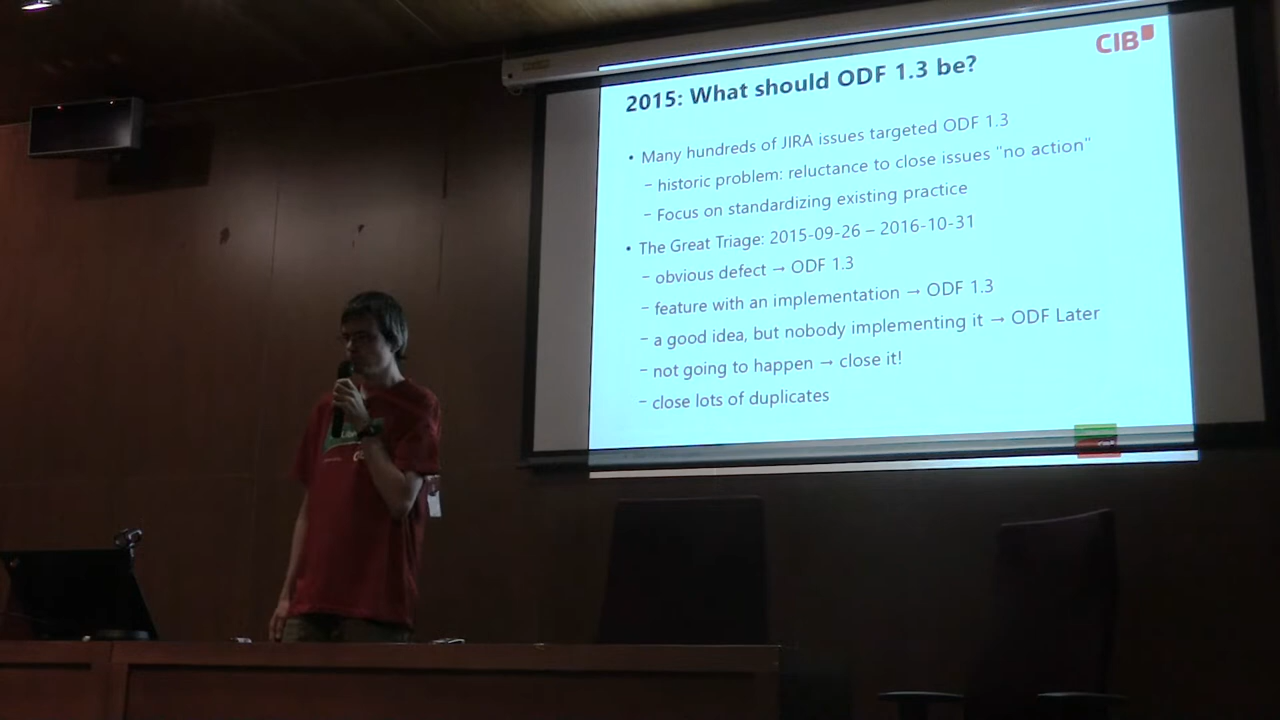 CIB
2015: What should ODF 1.3 be?
• Many hundreds of JIRA issues targeted ODF 1.3
– historic problem: reluctance to close issues "no action"
– Focus on standardizing existing practice
• The Great Triage: 2015-09-26 – 2016-10-31
– obvious defect → ODF 1.3
– feature with an implementation → ODF 1.3
– a good idea, but nobody implementing it → ODF Later
– not going to happen → close it!
– close lots of duplicates